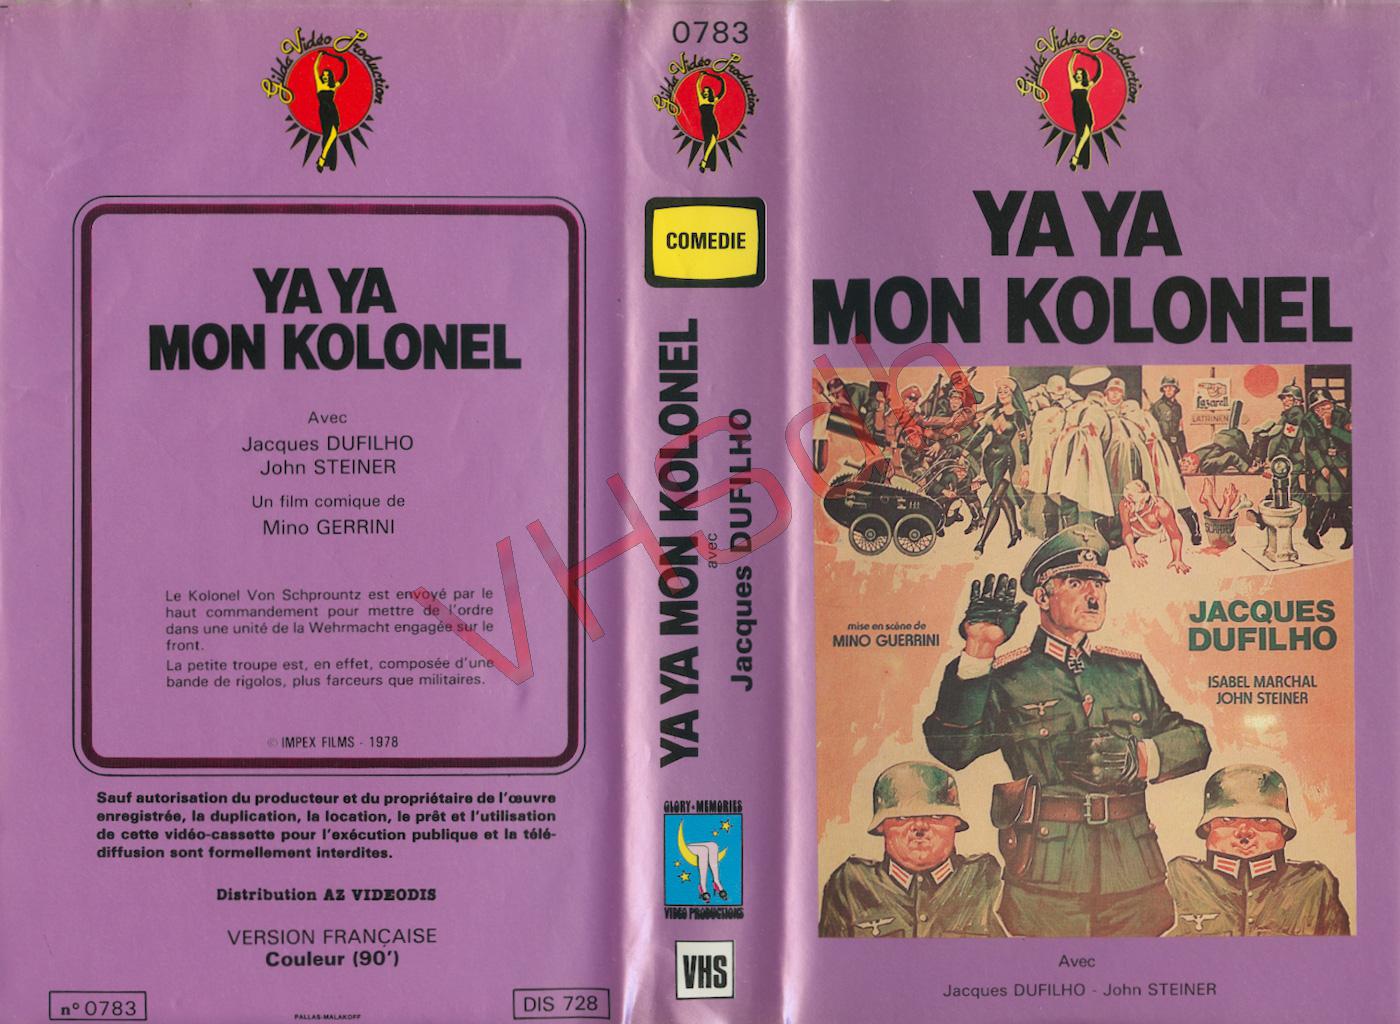 Gilda Vidéo Production
YA YA
MON KOLONEL
Avec
Jacques DUFILHO
John STEINER
Un film comique de
Mino GERRINI
Le Kolonel Von Schprountz est envoyé par le
haut commandement pour mettre de l'ordre
dans une unité de la Wehrmacht engagée sur le
front.
La petite troupe est, en effet, composée d'une
bande de rigolos, plus farceurs que militaires.
© IMPEX FILMS - 1978
Sauf autorisation du producteur et du propriétaire de l'œuvre
enregistrée, la duplication, la location, le prêt et l'utilisation
de cette vidéo-cassette pour l'exécution publique et la télé-
diffusion sont formellement interdites.
Distribution AZ VIDEODIS
VERSION FRANÇAISE
Couleur (90')
n° 0783
PALLAS-MALAKOFF
DIS 728
0783
Gilda Vidéo Production
COMEDIE
YA YA MON KOLONEL
avec
Jacques DUFILHO
GLORY • MEMORIES
VIDEO PRODUCTIONS
VHS
Gilda Vidéo Production
YA YA
MON KOLONEL
Lazarett
LATRINEN
mise en scène de
MINO GUERRINI
JACQUES
DUFILHO
ISABEL MARCHAL
JOHN STEINER
Avec
Jacques DUFILHO - John STEINER
VHSdb